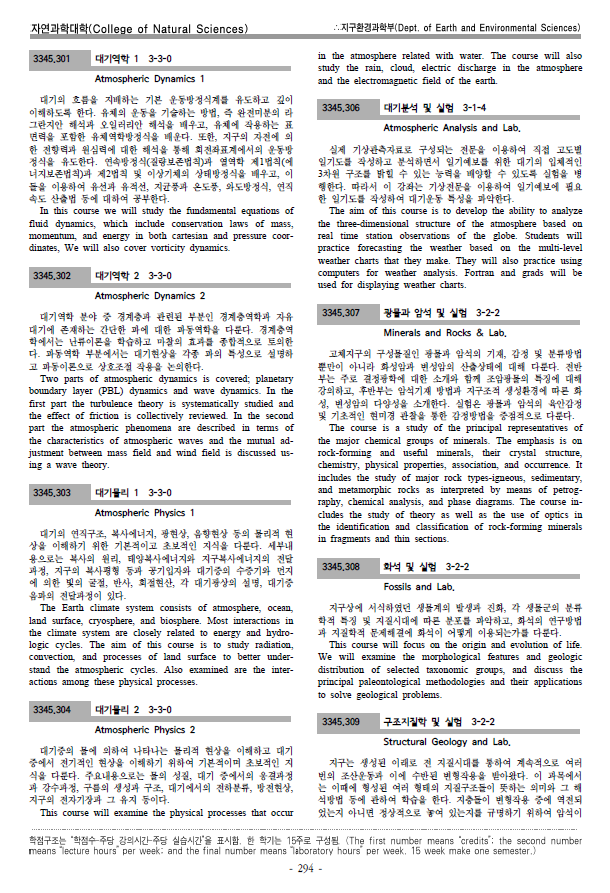 자연과학대학(College of Natural Sciences)
∴지구환경과학부(Dept. of Earth and Environmental Sciences)
3345.301 대기역학 1 3-3-0
Atmospheric Dynamics 1
대기의 흐름을 지배하는 기본 운동방정식계를 유도하고 깊이
이해하도록 한다. 유체의 운동을 기술하는 방법, 즉 완전미분의 라
그란지안 해석과 오일러리안 해석을 배우고, 유체에 작용하는 표
면력을 포함한 유체역학방정식을 배운다. 또한, 지구의 자전에 의
한 전향력과 원심력에 대한 해석을 통해 회전좌표계에서의 운동방
정식을 유도한다. 연속방정식(질량보존법칙)과 열역학 제1법칙(에
너지보존법칙)과 제2법칙 및 이상기체의 상태방정식을 배우고, 이
들을 이용하여 유선과 유적선, 지균풍과 온도풍, 와도방정식, 연직
속도 산출법 등에 대하여 공부한다.
In this course we will study the fundamental equations of
fluid dynamics, which include conservation laws of mass,
momentum, and energy in both cartesian and pressure coor-
dinates, We will also cover vorticity dynamics.
3345.302 대기역학 2 3-3-0
Atmospheric Dynamics 2
대기역학 분야 중 경계층과 관련된 부분인 경계층역학과 자유
대기에 존재하는 간단한 파에 대한 파동역학을 다룬다. 경계층역
학에서는 난류이론을 학습하고 마찰의 효과를 종합적으로 토의한
다. 파동역학 부분에서는 대기현상을 각종 파의 특성으로 설명하
고 파동이론으로 상호조절 작용을 논의한다.
Two parts of atmospheric dynamics is covered; planetary
boundary layer (PBL) dynamics and wave dynamics. In the
first part the turbulence theory is systematically studied and
the effect of friction is collectively reviewed. In the second
part the atmospheric phenomena are described in terms of
the characteristics of atmospheric waves and the mutual ad-
justment between mass field and wind field is discussed us-
ing a wave theory.
3345.303 대기물리 1 3-3-0
Atmospheric Physics 1
대기의 연직구조, 복사에너지, 광현상, 음향현상 등의 물리적 현
상을 이해하기 위한 기본적이고 초보적인 지식을 다룬다. 세부내
용으로는 복사의 원리, 태양복사에너지와 지구복사에너지의 전달
과정, 지구의 복사평형 등과 공기입자와 대기중의 수증기와 먼지
에 의한 빛의 굴절, 반사, 회절현산, 각 대기광상의 설명, 대기중
음파의 전달과정이 있다.
The Earth climate system consists of atmosphere, ocean,
land surface, cryosphere, and biosphere. Most interactions in
the climate system are closely related to energy and hydro-
logic cycles. The aim of this course is to study radiation,
convection, and processes of land surface to better under-
stand the atmospheric cycles. Also examined are the inter-
actions among these physical processes.
3345.304 대기물리 2 3-3-0
Atmospheric Physics 2
대기중의 물에 의하여 나타나는 물리적 현상을 이해하고 대기
중에서 전기적인 현상을 이해하기 위하여 기본적이며 초보적인 지
식을 다룬다. 주요내용으로는 물의 성질, 대기 중에서의 응결과정
과 강수과정, 구름의 생성과 구조, 대기에서의 전하분류, 방전현상,
지구의 전자기장과 그 유지 등이다.
This course will examine the physical processes that occur
in the atmosphere related with water. The course will also
study the rain, cloud, electric discharge in the atmosphere
and the electromagnetic field of the earth.
3345.306 대기분석 및 실험 3-1-4
Atmospheric Analysis and Lab.
실제 기상관측자료로 구성되는 전문을 이용하여 직접 고도별
일기도를 작성하고 분석하면서 일기예보를 위한 대기의 입체적인
3차원 구조를 밝힐 수 있는 능력을 배양할 수 있도록 실험을 병
행한다. 따라서 이 강좌는 기상전문을 이용하여 일기예보에 필요
한 일기도를 작성하여 대기운동 특성을 파악한다.
The aim of this course is to develop the ability to analyze
the three-dimensional structure of the atmosphere based on
real time station observations of the globe. Students will
practice forecasting the weather based on the multi-level
weather charts that they make. They will also practice using
computers for weather analysis. Fortran and grads will be
used for displaying weather charts.
3345.307 광물과 암석 및 실험 3-2-2
Minerals and Rocks & Lab.
고체지구의 구성물질인 광물과 암석의 기재, 감정 및 분류방법
뿐만이 아니라 화성암과 변성암의 산출상태에 대해 다룬다. 전반
부는 주로 결정광학에 대한 소개와 함께 조암광물의 특징에 대해
강의하고, 후반부는 암석기재 방법과 지구조적 생성환경에 따른 화
성, 변성암의 다양성을 소개한다. 실험은 광물과 암석의 육안감정
및 기초적인 현미경 관찰을 통한 감정방법을 중점적으로 다룬다.
The course is a study of the principal representatives of
the major chemical groups of minerals. The emphasis is on
rock-forming and useful minerals, their crystal structure,
chemistry, physical properties, association, and occurrence. It
includes the study of major rock types-igneous, sedimentary,
and metamorphic rocks as interpreted by means of petrog-
raphy, chemical analysis, and phase diagrams. The course in-
cludes the study of theory as well as the use of optics in
the identification and classification of rock-forming minerals
in fragments and thin sections.
3345.308 화석 및 실험 3-2-2
Fossils and Lab.
지구상에 서식하였던 생물계의 발생과 진화, 각 생물군의 분류
학적 특징 및 지질시대에 따른 분포를 파악하고, 화석의 연구방법
과 지질학적 문제해결에 화석이 어떻게 이용되는가를 다룬다.
This course will focus on the origin and evolution of life.
We will examine the morphological features and geologic
distribution of selected taxonomic groups, and discuss the
principal paleontological methodologies and their applications
to solve geological problems.
3345.309 구조지질학 및 실험 3-2-2
Structural Geology and Lab.
지구는 생성된 이래로 전 지질시대를 통하여 계속적으로 여러
번의 조산운동과 이에 수반된 변형작용을 받아왔다. 이 과목에서
는 이때에 형성된 여러 형태의 지질구조들이 뜻하는 의미와 그 해
석방법 등에 관하여 학습을 한다. 지층들이 변형작용 중에 역전되
었는지 아니면 정상적으로 놓여 있는지를 규명하기 위하여 암석이
학점구조는 "학점수-주당 강의시간-주당 실습시간"을 표시함. 한 학기는 15주로 구성됨. (The first number means "credits"; the second number
means "lecture hours" per week; and the final number means "laboratory hours" per week. 15 week make one semester.)
- 294 -